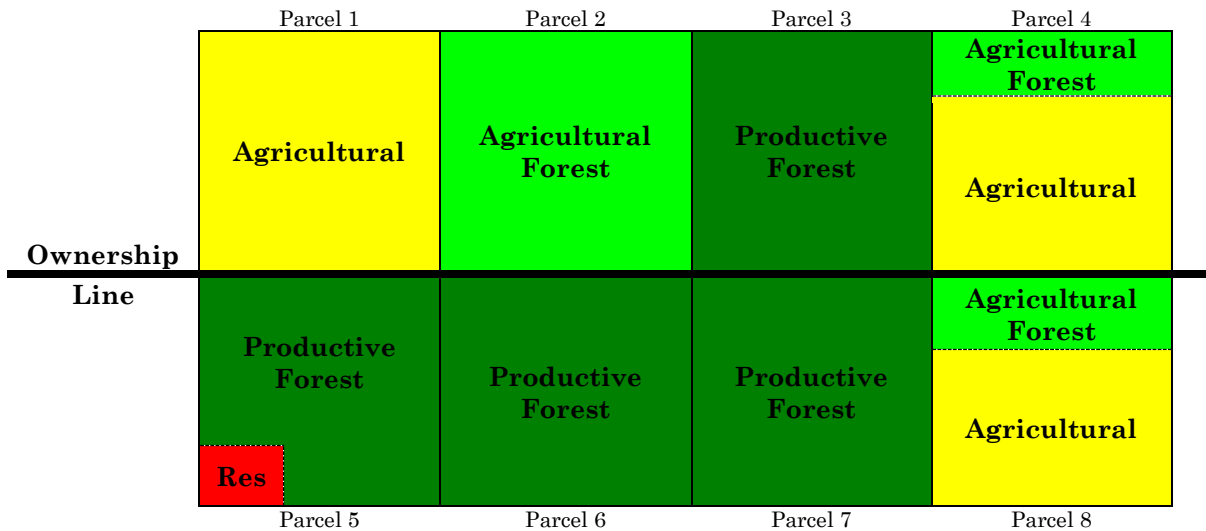 Parcel 1 Parcel 2 Parcel 3 Parcel 4
Agricultural
Agricultural
Forest
Productive
Forest
Agricultural
Forest
Agricultural
Ownership
Line
Productive
Forest
Res
Productive
Forest
Productive
Forest
Agricultural
Forest
Agricultural
Parcel 5 Parcel 6 Parcel 7 Parcel 8